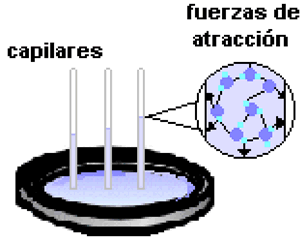 fuerzas de
atracción
capilares